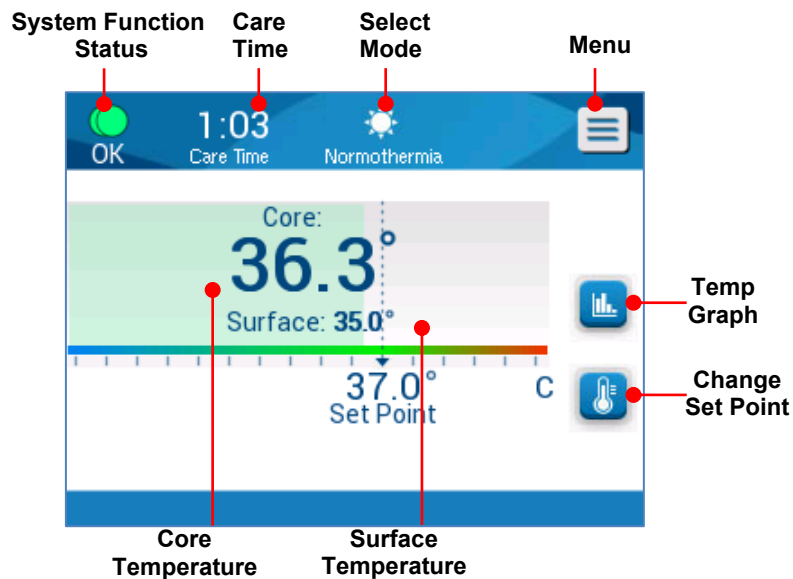 System Function
Status
Care
Time
Select
Mode
Menu
OK
1:03
Care Time
Normothermia
Core:
36.3°
Surface: 35.0°
37.0°
C
Set Point
Temp
Graph
Change
Set Point
Core
Temperature
Surface
Temperature